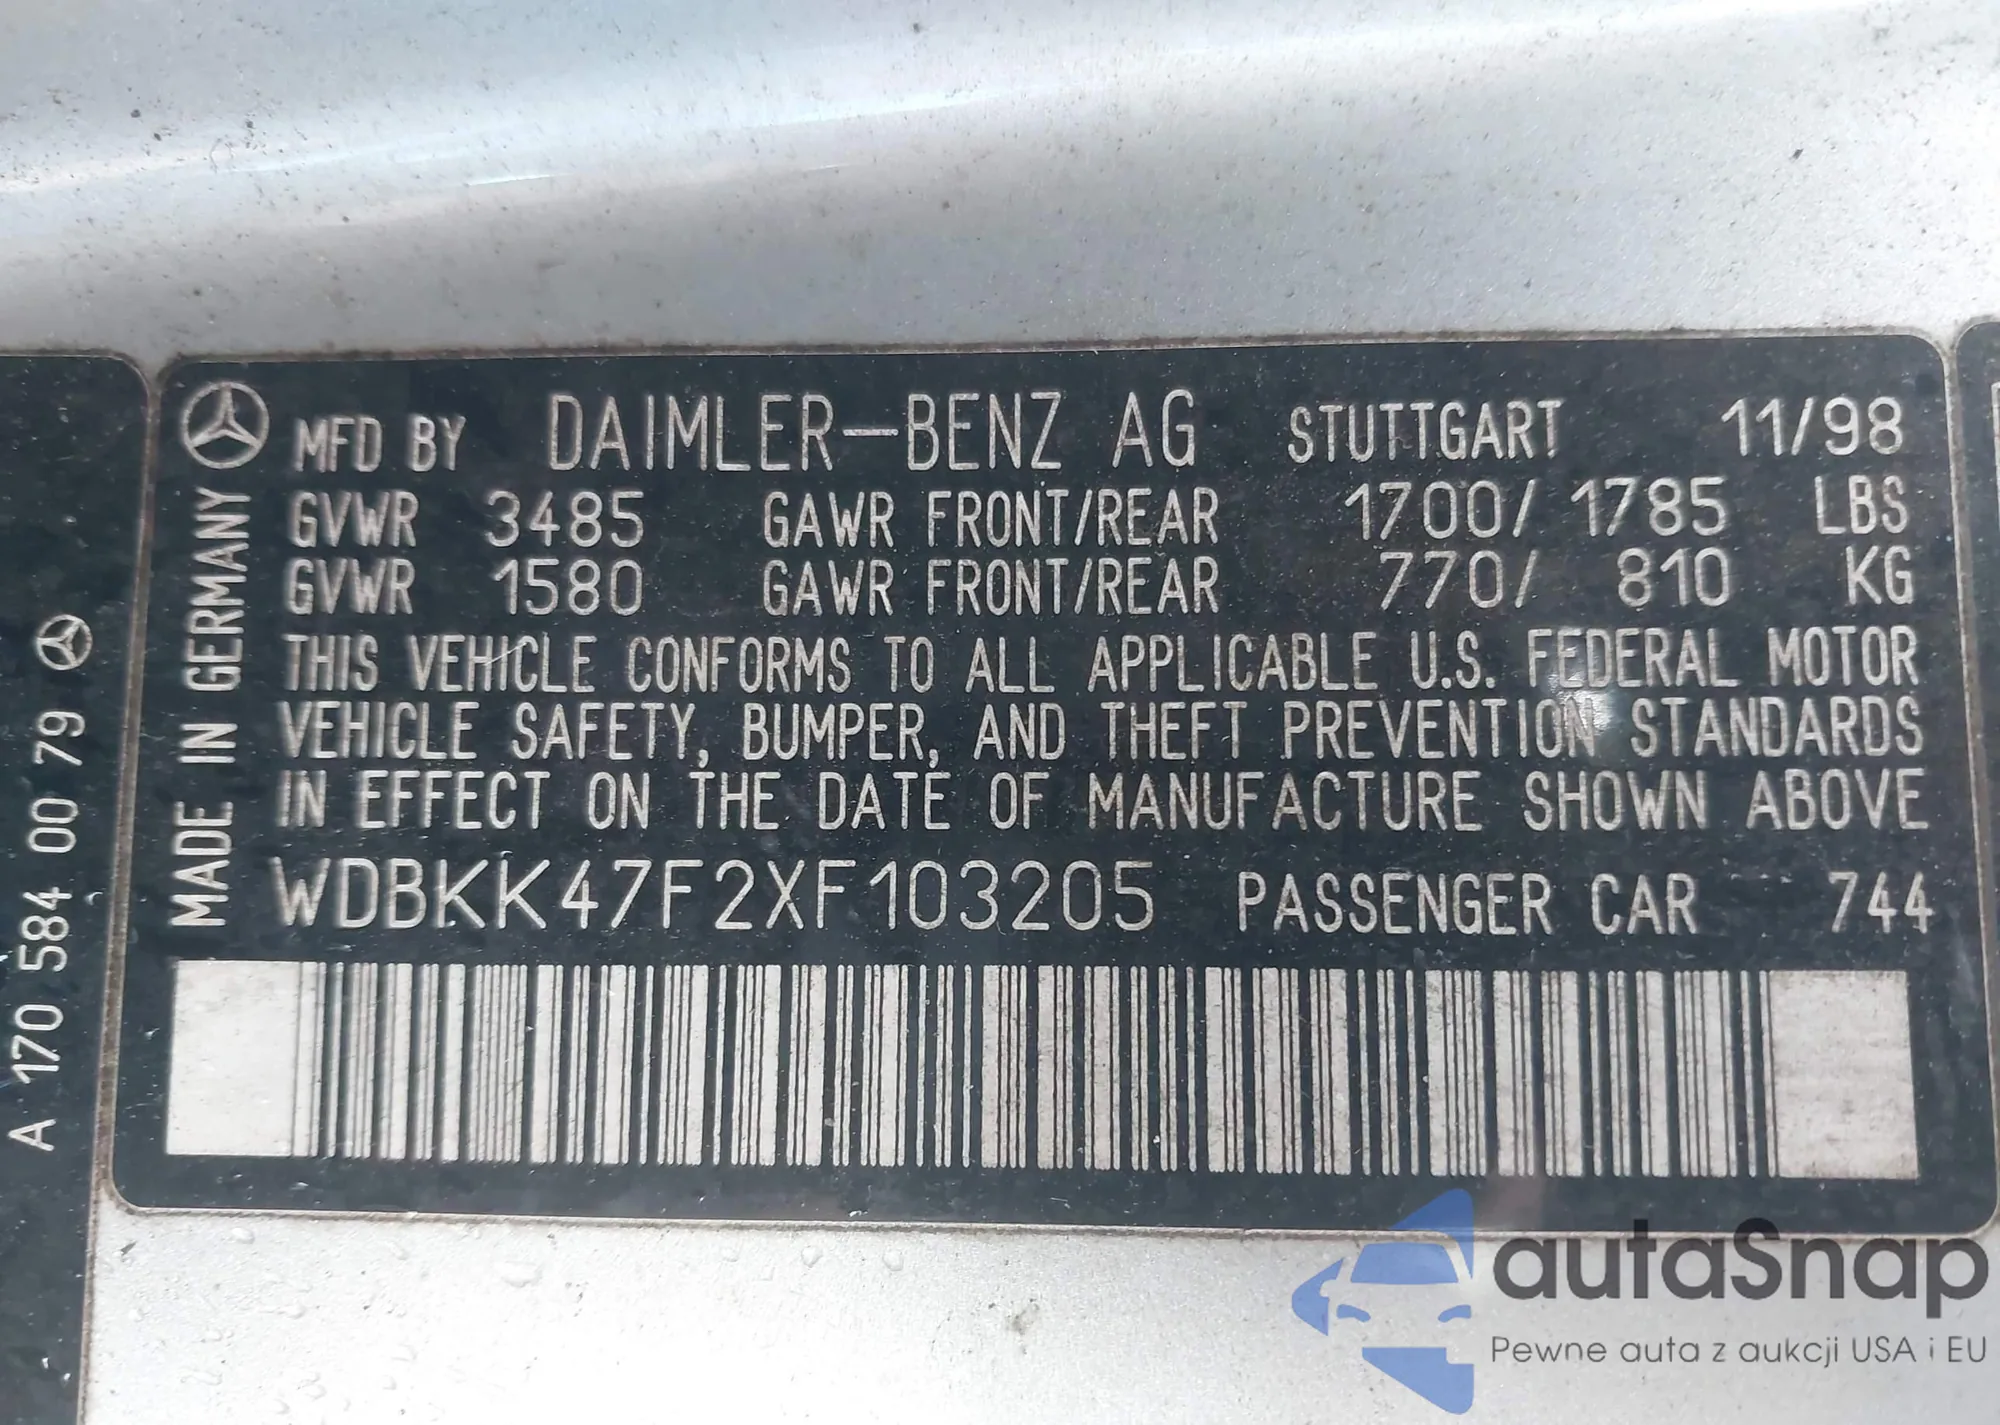 MFD BY DAIMLER-BENZ AG STUTTGART 11/98
GVWR 3485 GAWR FRONT/REAR 1700/ 1785 LBS
GVWR 1580 GAWR FRONT/REAR 770/ 810 KG
THIS VEHICLE CONFORMS TO ALL APPLICABLE U.S. FEDERAL MOTOR
VEHICLE SAFETY, BUMPER, AND THEFT PREVENTION STANDARDS
IN EFFECT ON THE DATE OF MANUFACTURE SHOWN ABOVE
WDBKK47F2XF103205 PASSENGER CAR 744
MADE IN GERMANY
A 170 584 00 79
autaSnap
Pewne auta z aukcji USA i EU